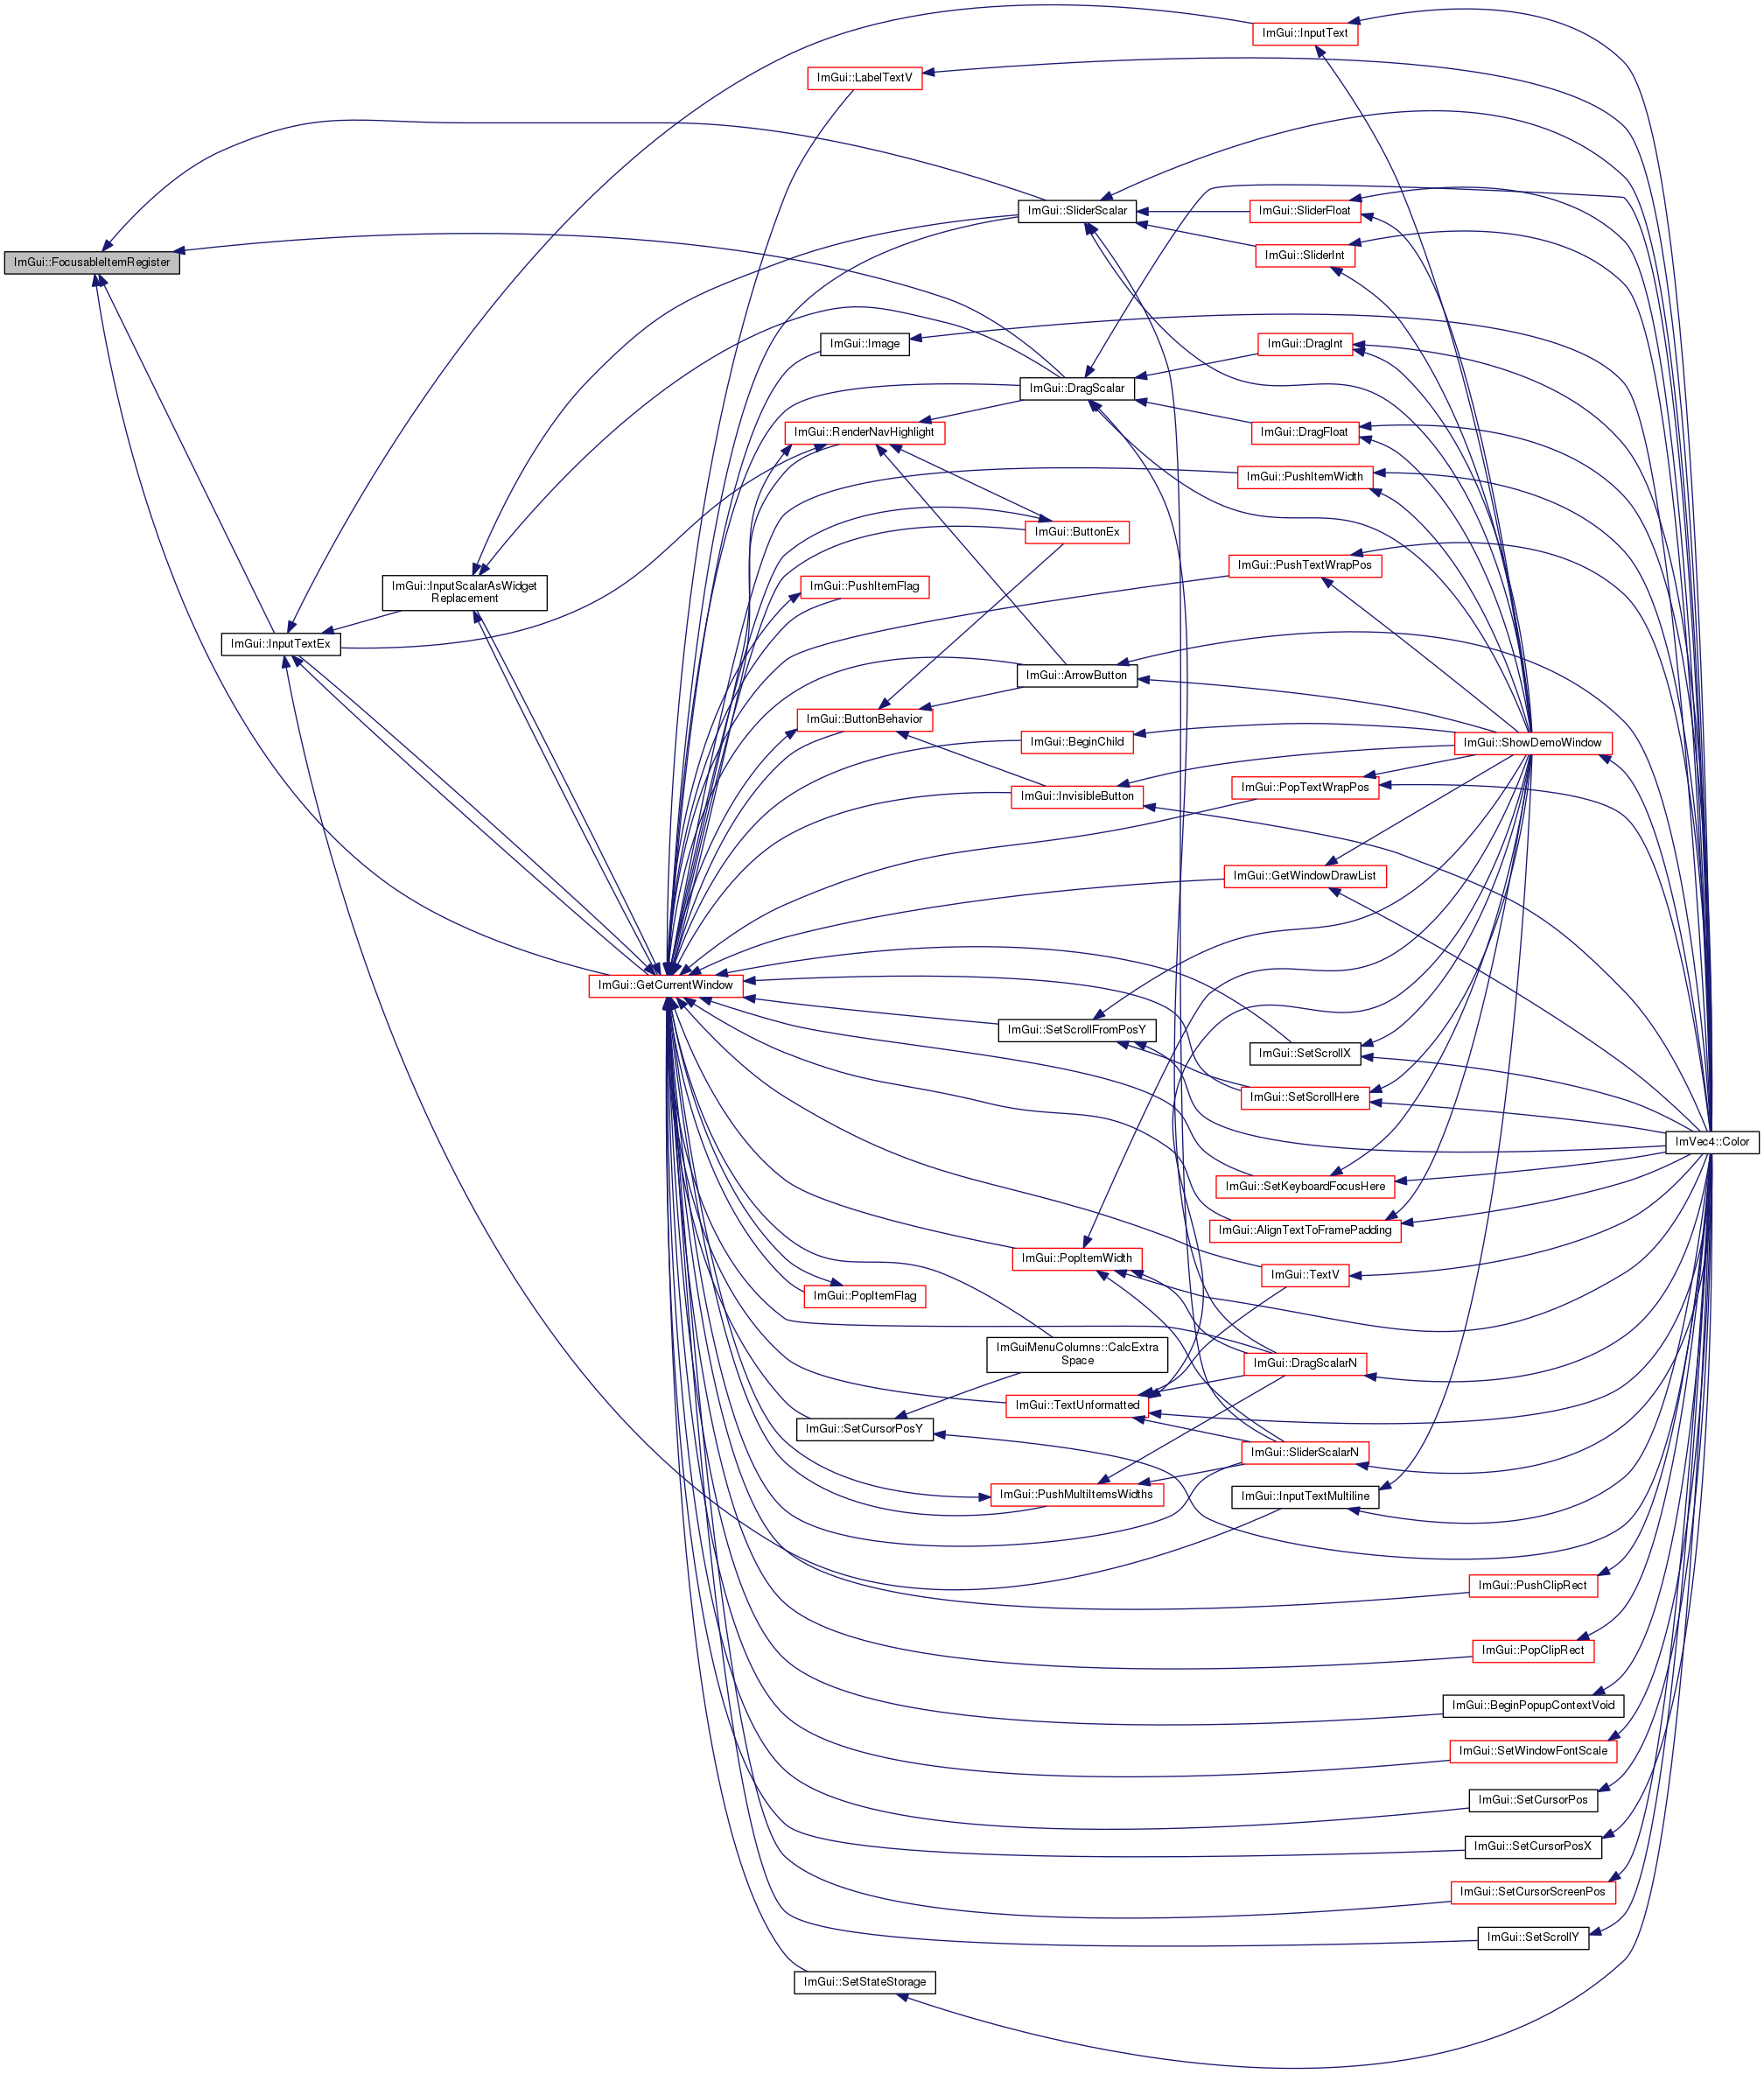 ImGui::InputText
ImGui::LabelTextV
ImGui::SliderScalar
ImGui::SliderFloat
ImGui::SliderInt
ImGui::FocusableItemRegister
ImGui::Image
ImGui::DragInt
ImGui::DragScalar
ImGui::RenderNavHighlight
ImGui::DragFloat
ImGui::PushItemWidth
ImGui::ButtonEx
ImGui::PushTextWrapPos
ImGui::InputScalarAsWidget
Replacement
ImGui::PushItemFlag
ImGui::InputTextEx
ImGui::ArrowButton
ImGui::ButtonBehavior
ImGui::BeginChild
ImGui::ShowDemoWindow
ImGui::PopTextWrapPos
ImGui::InvisibleButton
ImGui::GetWindowDrawList
ImGui::GetCurrentWindow
ImGui::SetScrollFromPosY
ImGui::SetScrollX
ImGui::SetScrollHere
ImVec4::Color
ImGui::SetKeyboardFocusHere
ImGui::AlignTextToFramePadding
ImGui::PopItemWidth
ImGui::TextV
ImGui::PopItemFlag
ImGuiMenuColumns::CalcExtra
Space
ImGui::DragScalarN
ImGui::TextUnformatted
ImGui::SetCursorPosY
ImGui::SliderScalarN
ImGui::PushMultiItemsWidths
ImGui::InputTextMultiline
ImGui::PushClipRect
ImGui::PopClipRect
ImGui::BeginPopupContextVoid
ImGui::SetWindowFontScale
ImGui::SetCursorPos
ImGui::SetCursorPosX
ImGui::SetCursorScreenPos
ImGui::SetScrollY
ImGui::SetStateStorage